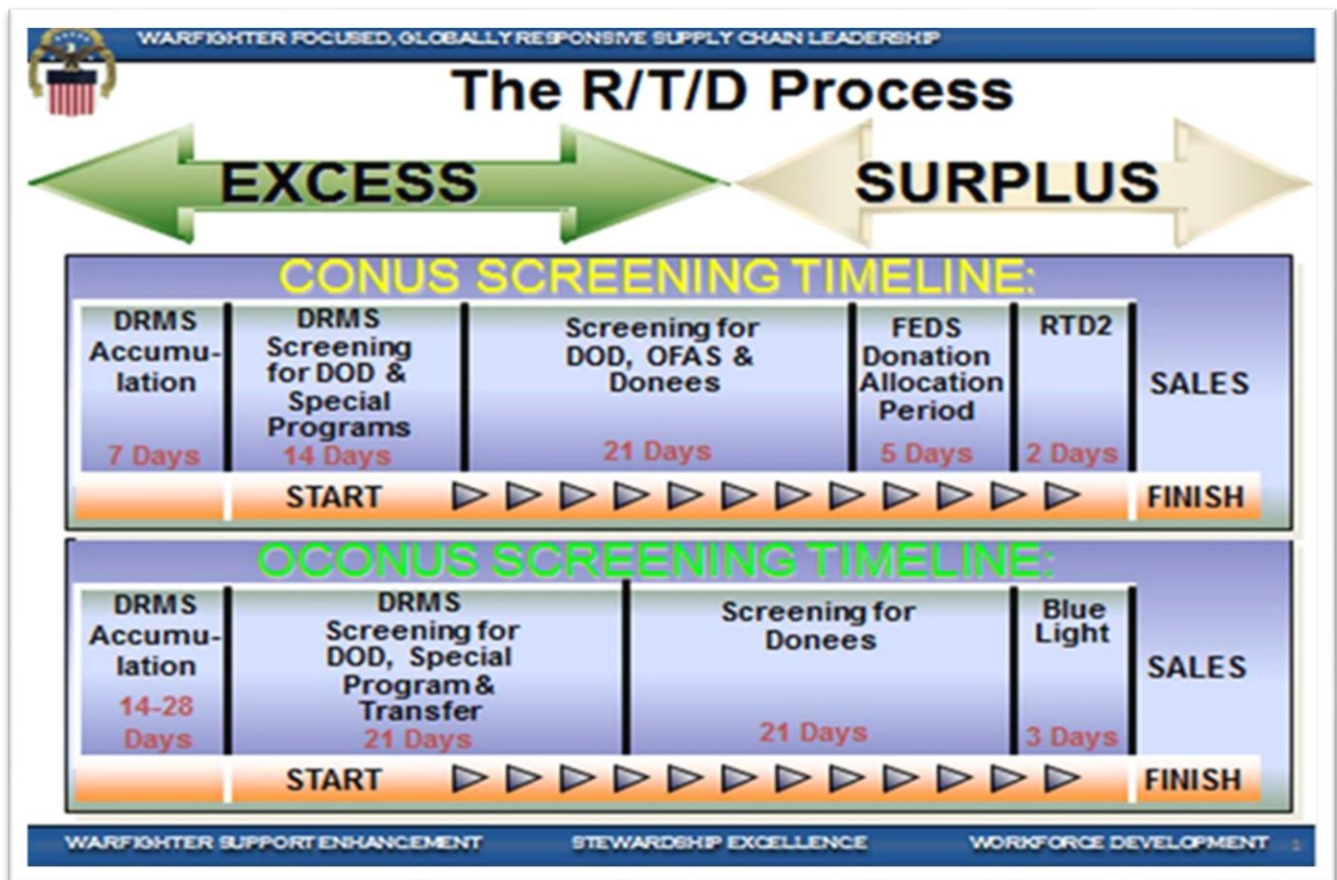 WARFIGHTER FOCUSED, GLOBALLY RESPONSIVE SUPPLY CHAIN LEADERSHIP
The R/T/D Process
EXCESS
SURPLUS
CONUS SCREENING TIMELINE:
DRMS
Accumu-
lation
7 Days
DRMS
Screening
for DOD &
Special
Programs
14 Days
Screening for
DOD, OFAS &
Donees
21 Days
FEDS
Donation
Allocation
Period
5 Days
RTD2
2 Days
SALES
START
FINISH
OCONUS SCREENING TIMELINE:
DRMS
Accumu-
lation
14-28
Days
DRMS
Screening for
DOD, Special
Program &
Transfer
21 Days
Screening for
Donees
21 Days
Blue
Light
3 Days
SALES
START
FINISH
WARFIGHTER SUPPORT ENHANCEMENT
STEWARDSHIP EXCELLENCE
WORKFORCE DEVELOPMENT
1